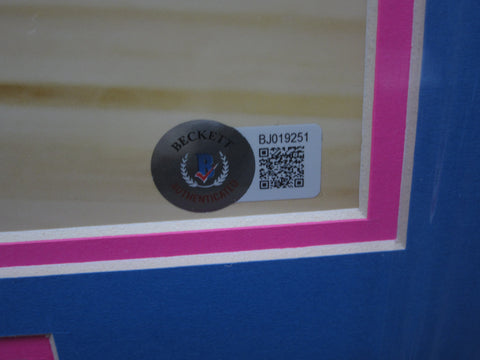 BECKETT
B
AUTHENTICATED
BJ019251